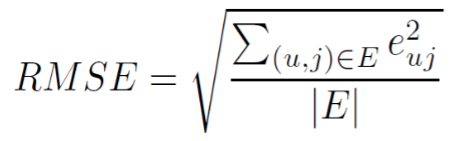 RMSE = \sqrt{\frac{\sum_{(u,j)\in E} e_{uj}^2}{|E|}}